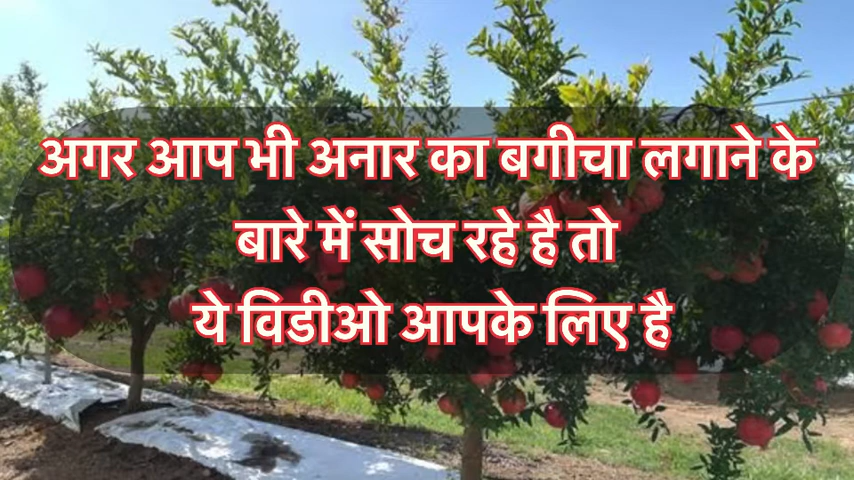 अगर आप भी अनार का बगीचा लगाने के
बारे में सोच रहे है तो
ये विडीओ आपके लिए है